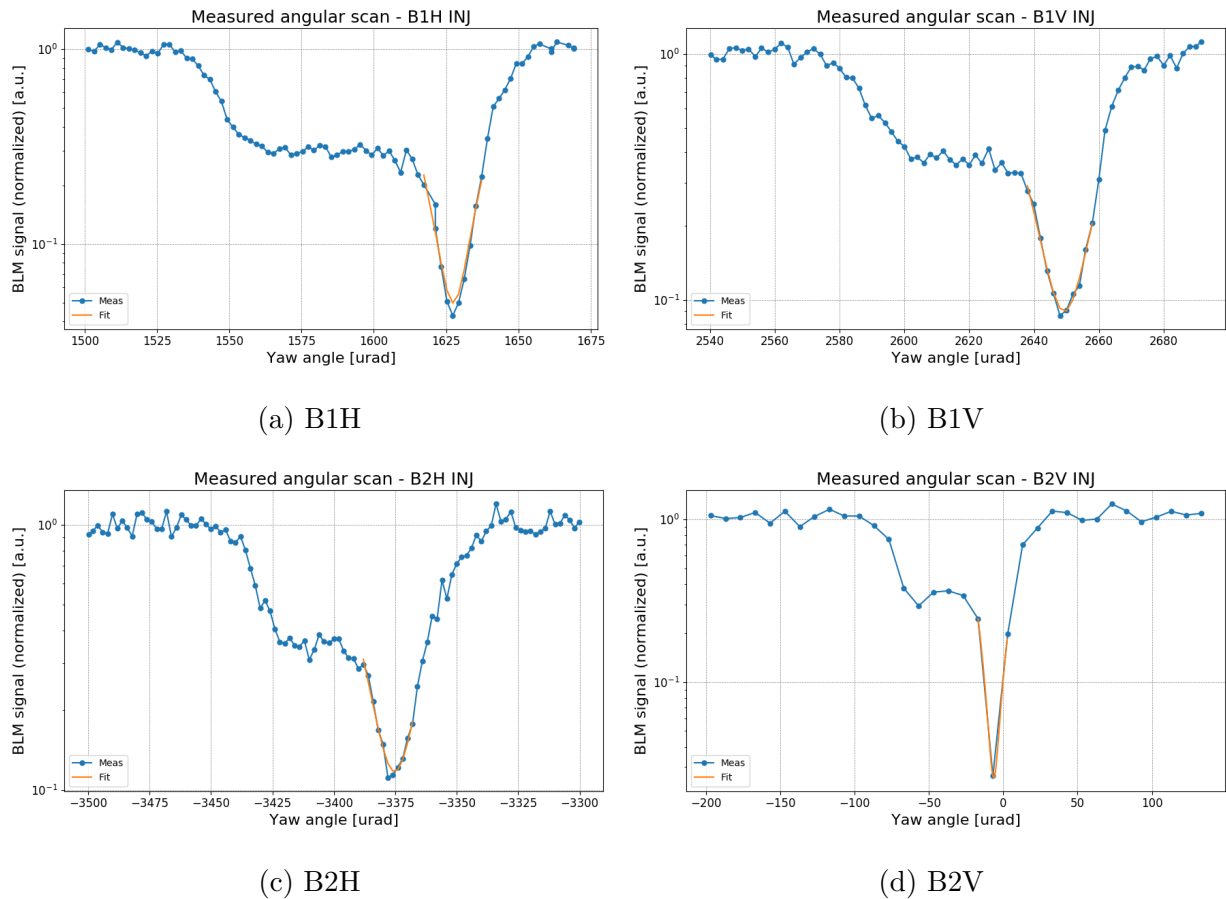 Measured angular scan - B1H INJ
BLM signal (normalized) [a.u.]
10⁰
10⁻¹
Meas
Fit
1500 1525 1550 1575 1600 1625 1650 1675
Yaw angle [urad]
(a) B1H
Measured angular scan - B1V INJ
BLM signal (normalized) [a.u.]
10⁰
10⁻¹
Meas
Fit
2540 2560 2580 2600 2620 2640 2660 2680
Yaw angle [urad]
(b) B1V
Measured angular scan - B2H INJ
BLM signal (normalized) [a.u.]
10⁰
10⁻¹
Meas
Fit
−3500 −3475 −3450 −3425 −3400 −3375 −3350 −3325 −3300
Yaw angle [urad]
(c) B2H
Measured angular scan - B2V INJ
BLM signal (normalized) [a.u.]
10⁰
10⁻¹
Meas
Fit
−200 −150 −100 −50 0 50 100
Yaw angle [urad]
(d) B2V